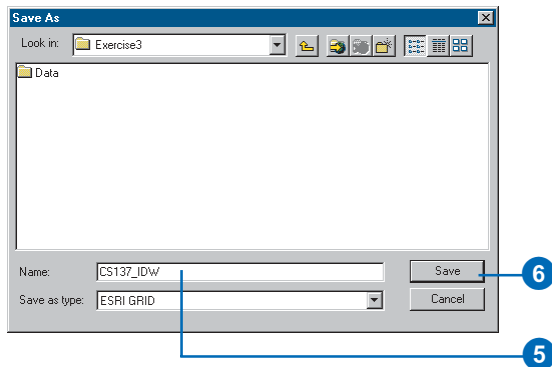 Save As
Look in: Exercise3
Data
Name: CS137_IDW Save
6
Save as type: ESRI GRID Cancel
5